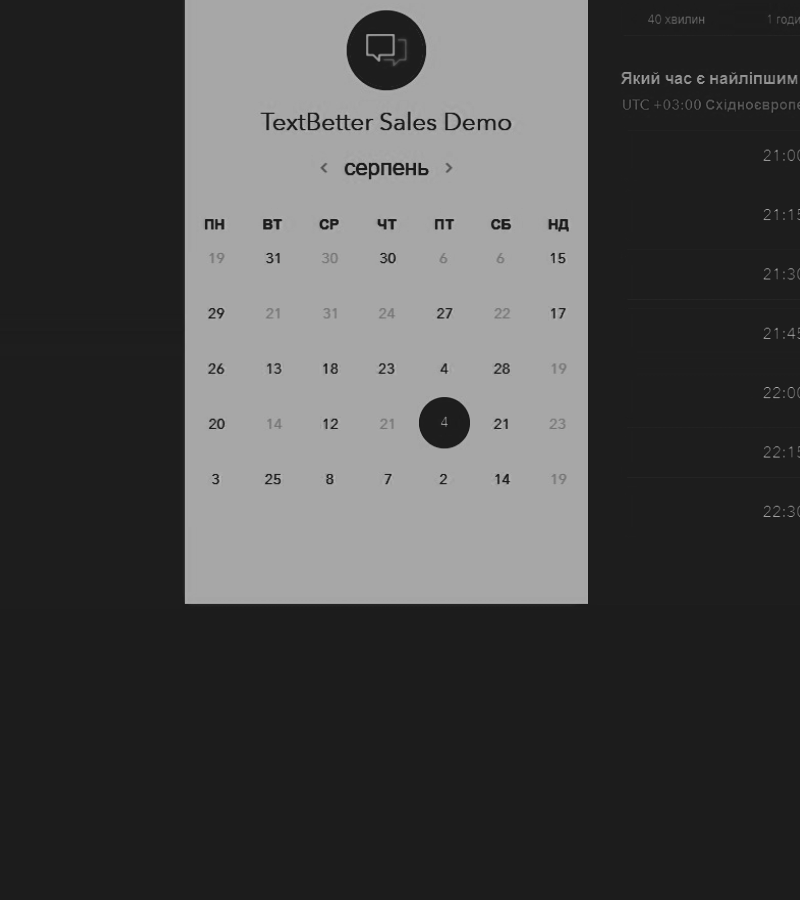 TextBetter Sales Demo
серпень
ПН ВТ СР ЧТ ПТ СБ НД
19 31 30 30 6 6 15
29 21 31 24 27 22 17
26 13 18 23 4 28 19
20 14 12 21 4 21 23
3 25 8 7 2 14 19
40 хвилин 1 годи
Який час є найліпшим
UTC +03:00 Східноєвропе
21:00
21:15
21:30
21:45
22:00
22:15
22:30